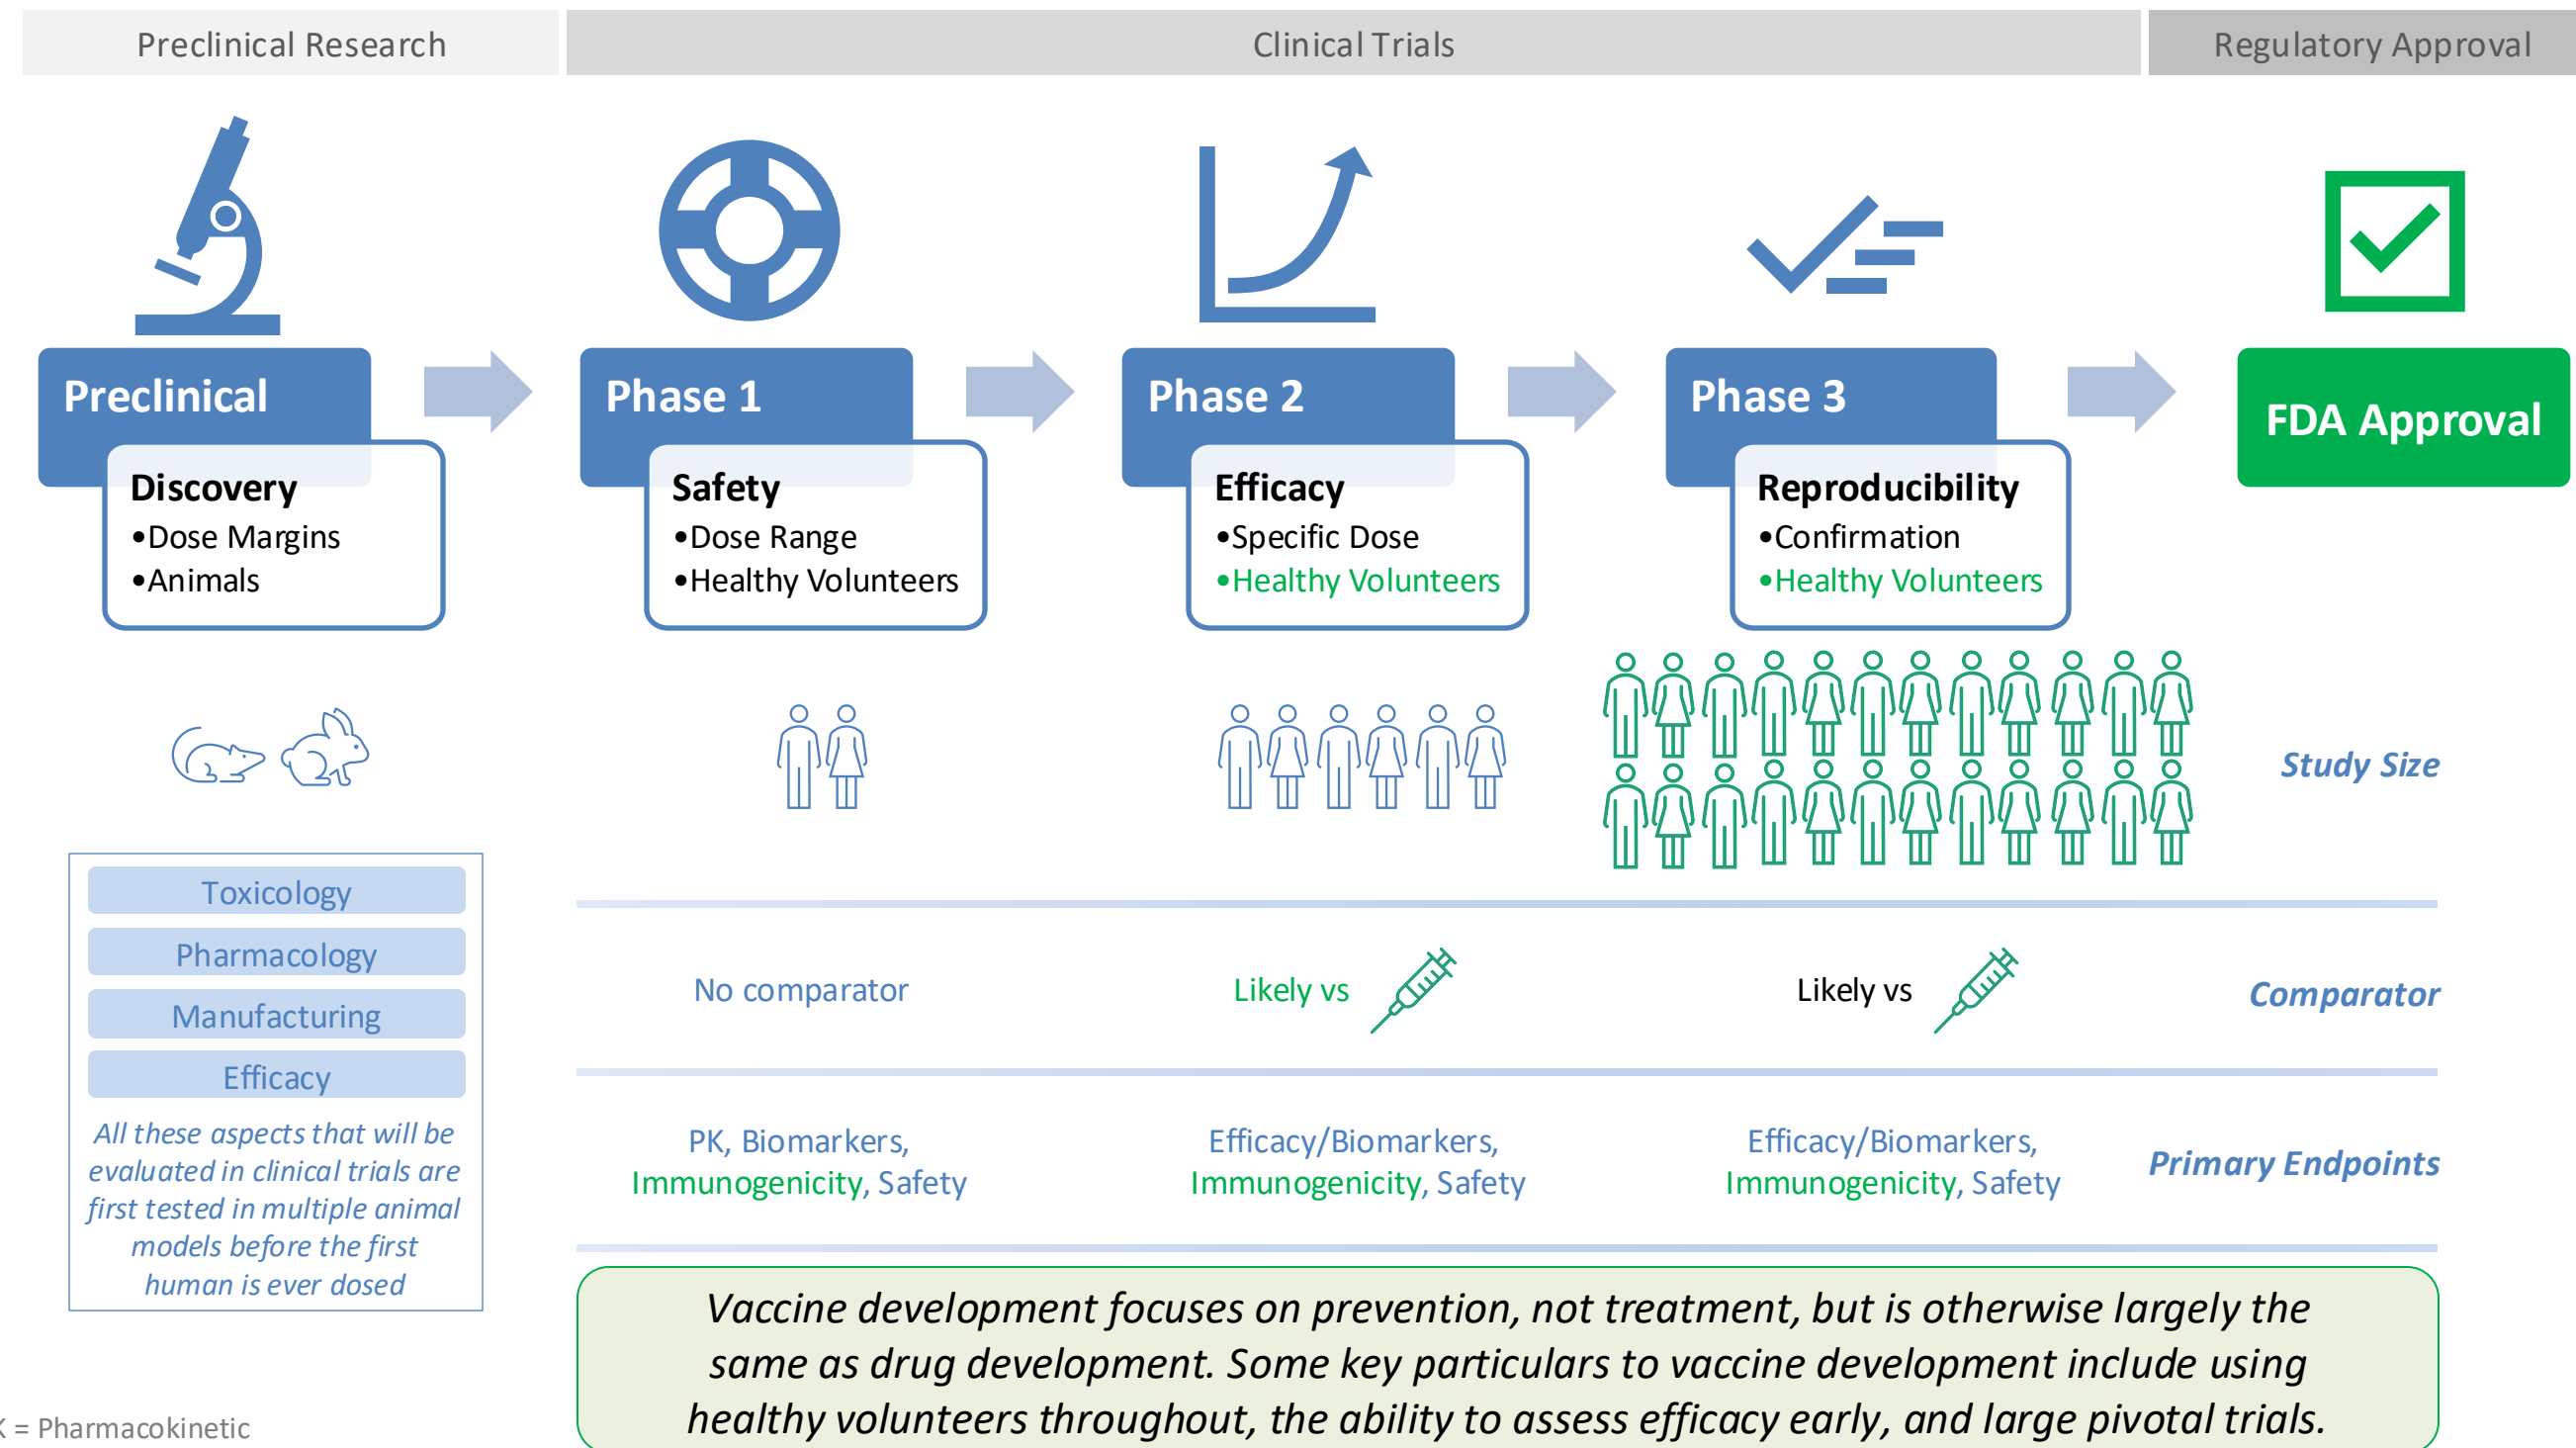 Preclinical Research
Clinical Trials
Regulatory Approval
Preclinical
Discovery
•Dose Margins
•Animals
Phase 1
Safety
•Dose Range
•Healthy Volunteers
Phase 2
Efficacy
•Specific Dose
•Healthy Volunteers
Phase 3
Reproducibility
•Confirmation
•Healthy Volunteers
FDA Approval
Study Size
Toxicology
Pharmacology
Manufacturing
Efficacy
All these aspects that will be
evaluated in clinical trials are
first tested in multiple animal
models before the first
human is ever dosed
No comparator
Likely vs
Likely vs
Comparator
PK, Biomarkers,
Immunogenicity, Safety
Efficacy/Biomarkers,
Immunogenicity, Safety
Efficacy/Biomarkers,
Immunogenicity, Safety
Primary Endpoints
Vaccine development focuses on prevention, not treatment, but is otherwise largely the
same as drug development. Some key particulars to vaccine development include using
healthy volunteers throughout, the ability to assess efficacy early, and large pivotal trials.
K = Pharmacokinetic